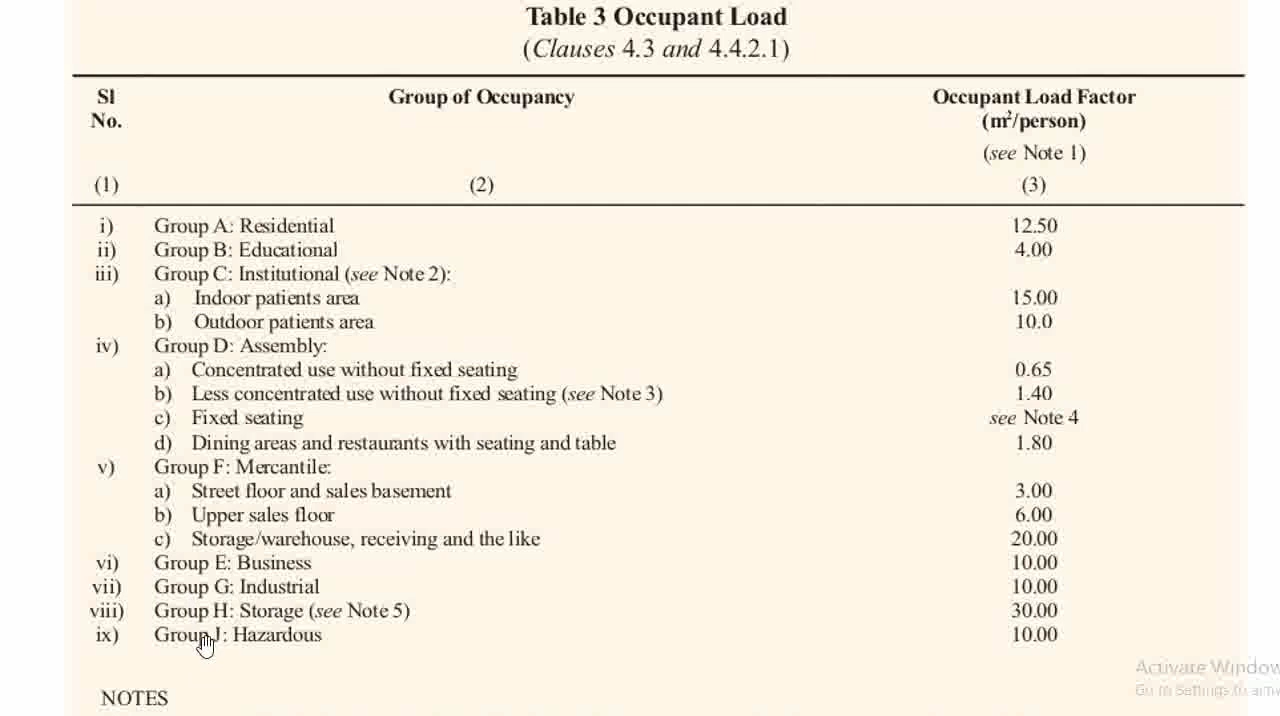 Table 3 Occupant Load
(Clauses 4.3 and 4.4.2.1)
Sl No. Group of Occupancy Occupant Load Factor (m²/person)
(see Note 1)
(1) (2) (3)
i) Group A: Residential 12.50
ii) Group B: Educational 4.00
iii) Group C: Institutional (see Note 2):
a) Indoor patients area 15.00
b) Outdoor patients area 10.0
iv) Group D: Assembly:
a) Concentrated use without fixed seating 0.65
b) Less concentrated use without fixed seating (see Note 3) 1.40
c) Fixed seating see Note 4
d) Dining areas and restaurants with seating and table 1.80
v) Group F: Mercantile:
a) Street floor and sales basement 3.00
b) Upper sales floor 6.00
c) Storage/warehouse, receiving and the like 20.00
vi) Group E: Business 10.00
vii) Group G: Industrial 10.00
viii) Group H: Storage (see Note 5) 30.00
ix) Group J: Hazardous 10.00
NOTES
Activate Window
Go to Settings to activ